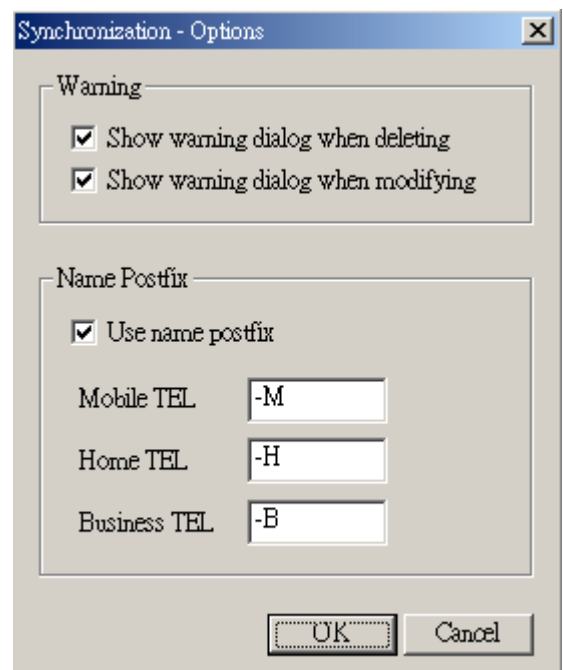 Synchronization - Options
Warning
Show warning dialog when deleting
Show warning dialog when modifying
Name Postfix
Use name postfix
Mobile TEL -M
Home TEL -H
Business TEL -B
OK Cancel